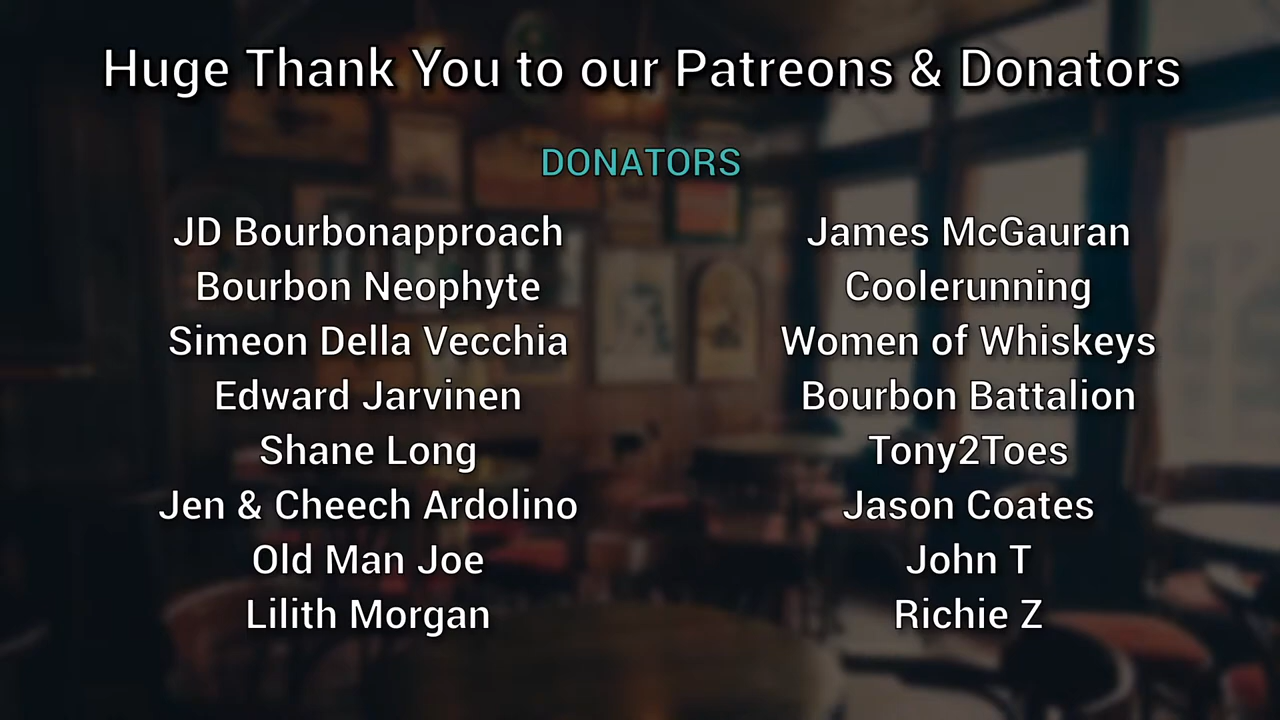 Huge Thank You to our Patreons & Donators
DONATORS
JD Bourbonapproach
Bourbon Neophyte
Simeon Della Vecchia
Edward Jarvinen
Shane Long
Jen & Cheech Ardolino
Old Man Joe
Lilith Morgan
James McGauran
Coolerunning
Women of Whiskeys
Bourbon Battalion
Tony2Toes
Jason Coates
John T
Richie Z